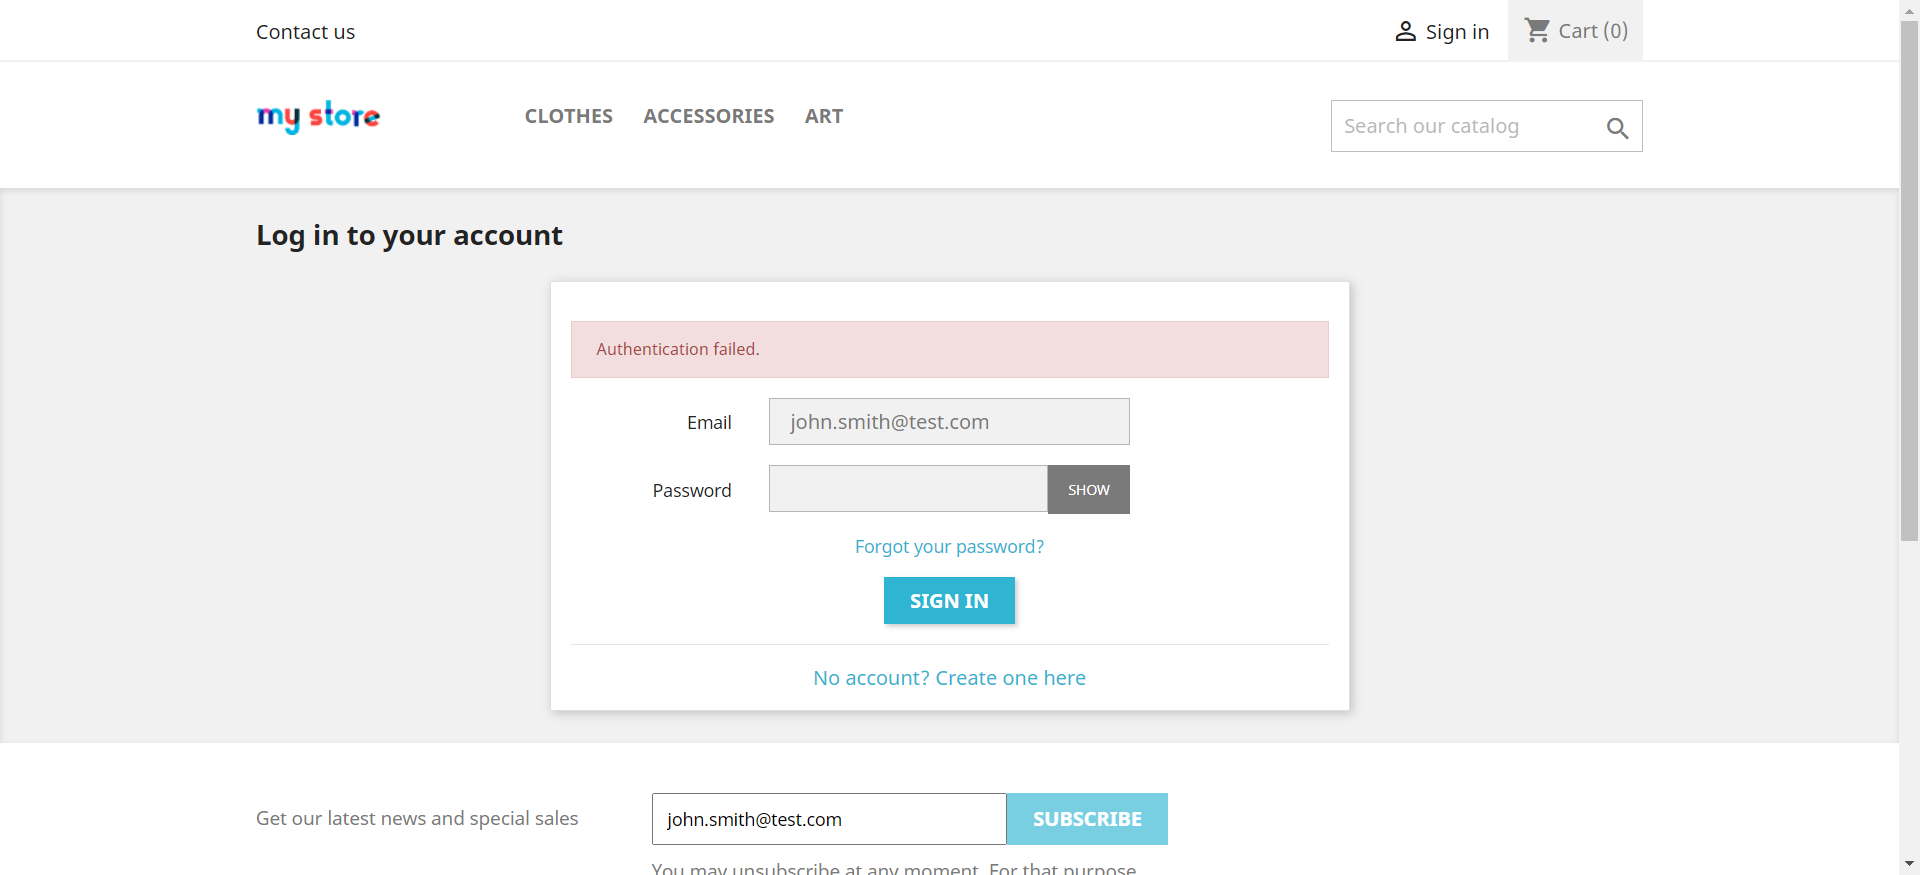 Contact us
Sign in
Cart (0)
my store
CLOTHES ACCESSORIES ART
Search our catalog
Log in to your account
Authentication failed.
Email
john.smith@test.com
Password
SHOW
Forgot your password?
SIGN IN
No account? Create one here
Get our latest news and special sales
john.smith@test.com
SUBSCRIBE
You may unsubscribe at any moment. For that purpose,